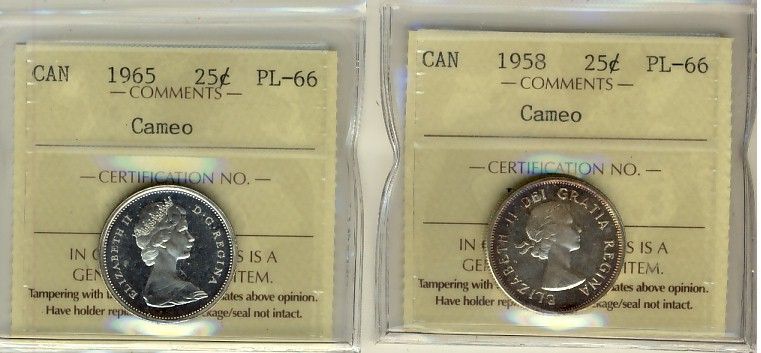 CAN 1965 25¢ PL-66
— COMMENTS —
Cameo
— CERTIFICATION NO. —
ELIZABETH II D·G·REGINA
IN S IS A
GEN ITEM.
Tampering with ates above opinion.
Have holder rep ckage/seal not intact.
CAN 1958 25¢ PL-66
— COMMENTS —
Cameo
— CERTIFICATION NO. —
ELIZABETH II DEI GRATIA REGINA
IN S IS A
GE ITEM.
Tampering with ates above opinion.
Have holder rep ckage/seal not intact.